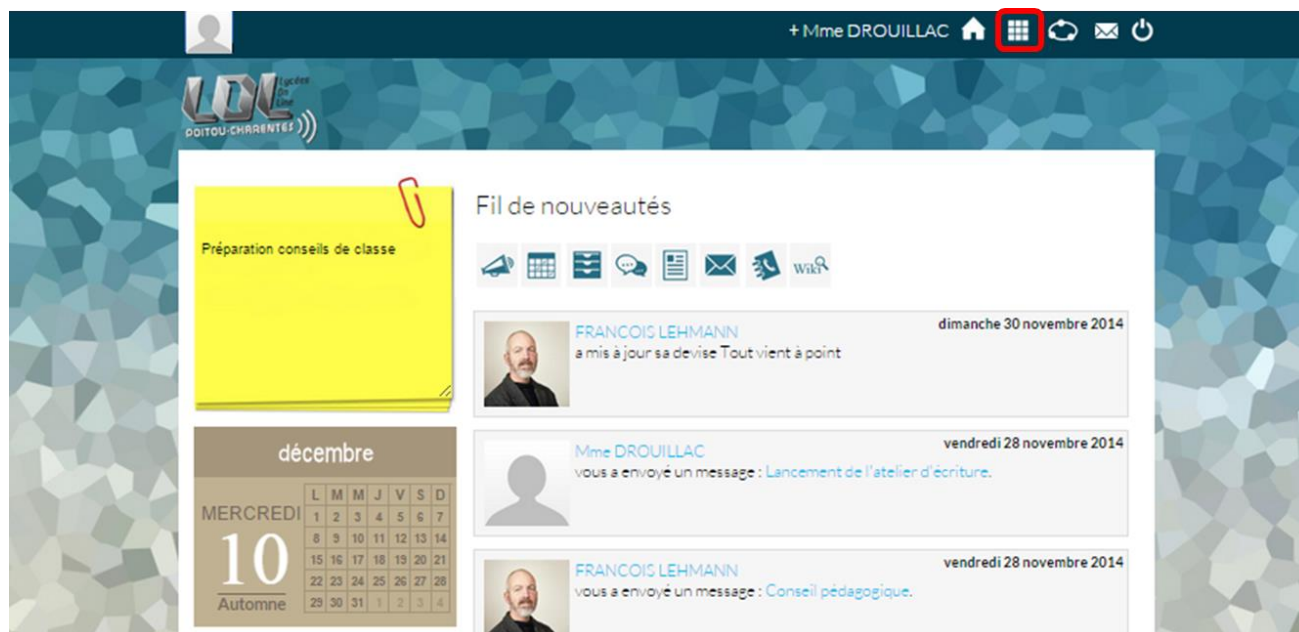 + Mme DROUILLAC
LOL Lycées
On
Line
POITOU-CHARENTES
Préparation conseils de classe
Fil de nouveautés
Wiki
FRANCOIS LEHMANN
dimanche 30 novembre 2014
a mis à jour sa devise Tout vient à point
Mme DROUILLAC
vendredi 28 novembre 2014
vous a envoyé un message : Lancement de l'atelier d'écriture.
FRANCOIS LEHMANN
vendredi 28 novembre 2014
vous a envoyé un message : Conseil pédagogique.
décembre
MERCREDI
10
Automne
L M M J V S D
1 2 3 4 5 6 7
8 9 10 11 12 13 14
15 16 17 18 19 20 21
22 23 24 25 26 27 28
29 30 31 1 2 3 4